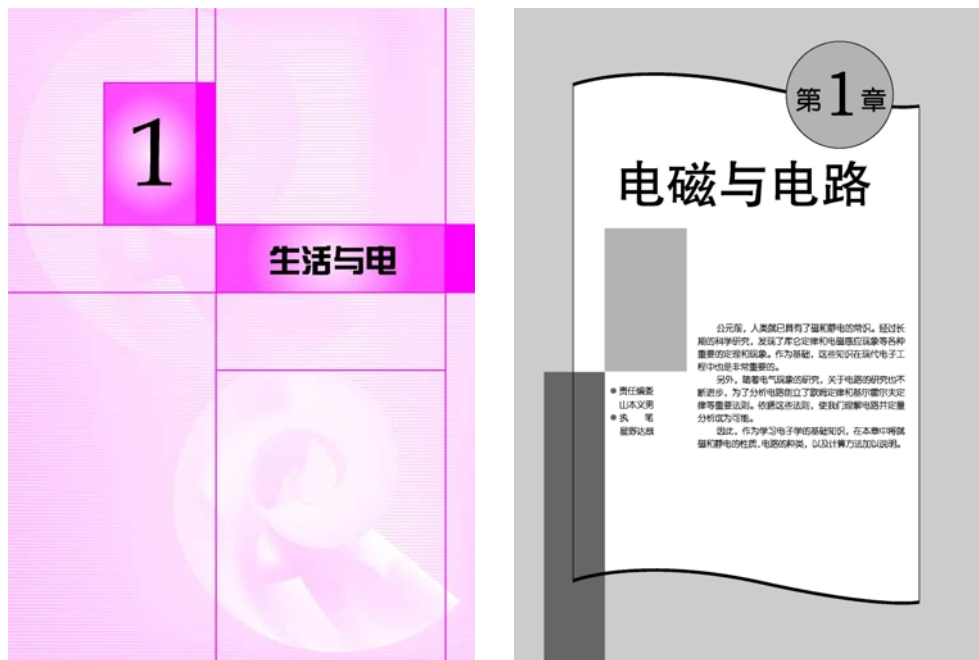 1
生活与电
第1章
电磁与电路
公元前,人类就已具有了磁和静电的常识。经过长
期的科学研究,发现了库仑定律和电磁感应现象等各种
重要的定理和现象。作为基础,这些知识在现代电子工
程中也是非常重要的。
另外,随着电气现象的研究,关于电路的研究也不
断进步,为了分析电路创立了欧姆定律和基尔霍尔夫定
律等重要法则。依据这些法则,使我们理解电路并定量
分析成为可能。
因此,作为学习电子学的基础知识,在本章中将就
磁和静电的性质、电路的种类,以及计算方法加以说明。
● 责任编委
山本义男
● 执 笔
星野达哉